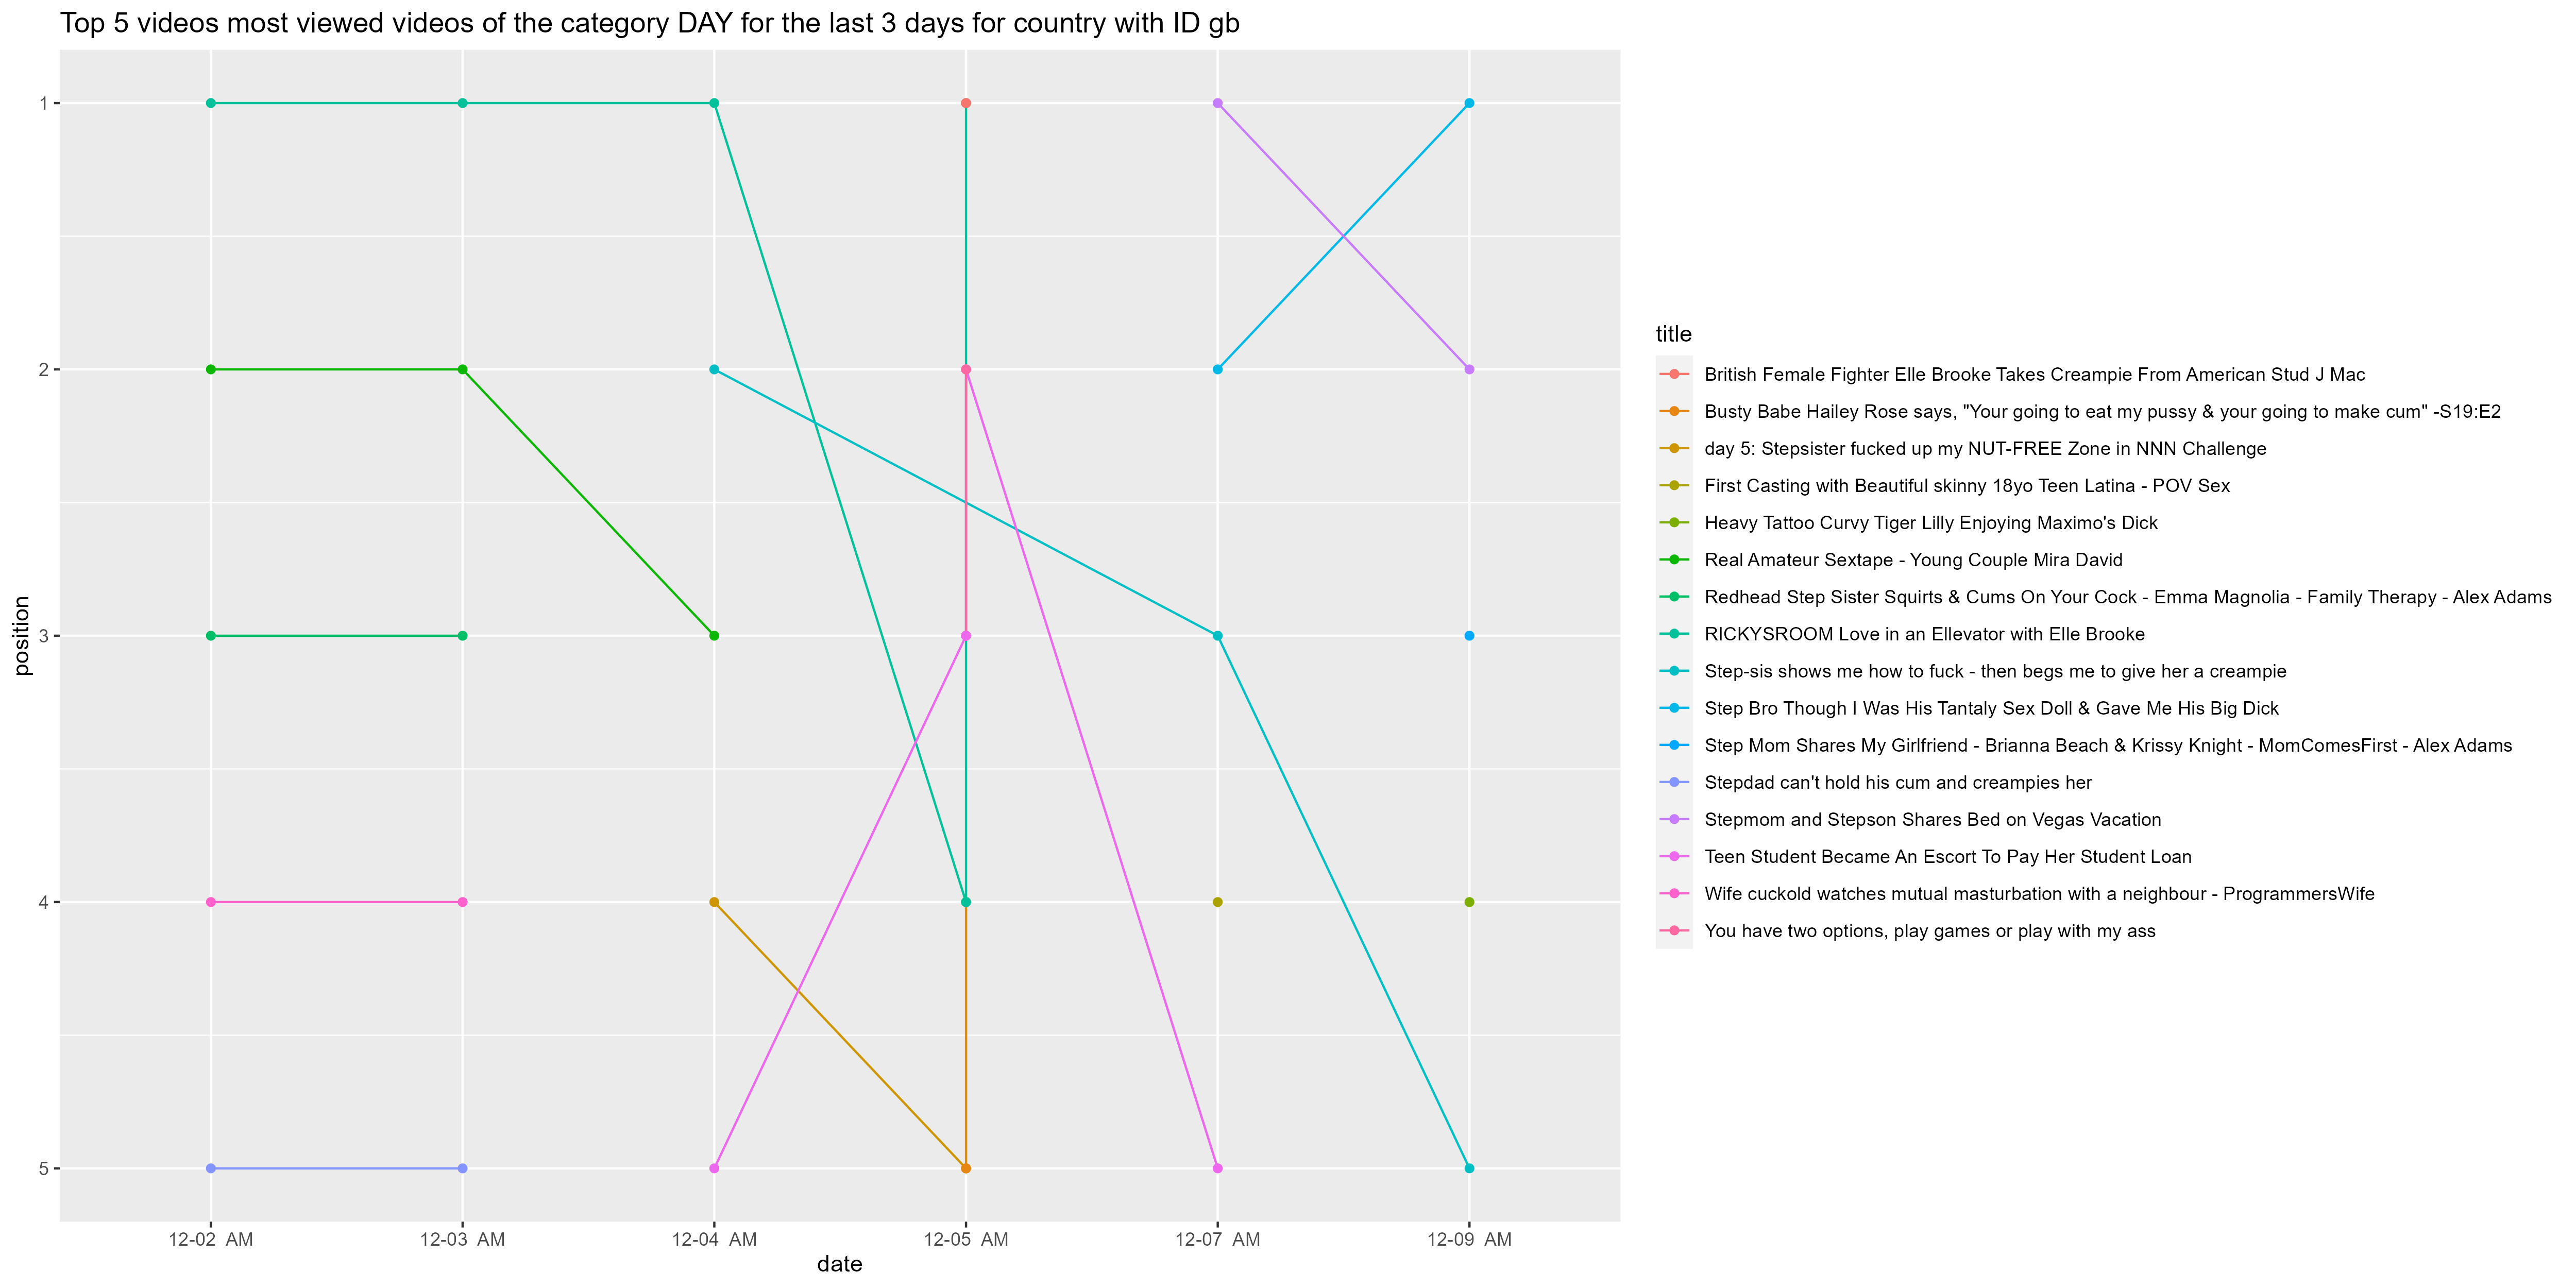 Top 5 videos most viewed videos of the category DAY for the last 3 days for country with ID gb
position
1
2
3
4
5
12-02 AM
12-03 AM
12-04 AM
12-05 AM
12-07 AM
12-09 AM
date
title
British Female Fighter Elle Brooke Takes Creampie From American Stud J Mac
Busty Babe Hailey Rose says, "Your going to eat my pussy & your going to make cum" -S19:E2
day 5: Stepsister fucked up my NUT-FREE Zone in NNN Challenge
First Casting with Beautiful skinny 18yo Teen Latina - POV Sex
Heavy Tattoo Curvy Tiger Lilly Enjoying Maximo's Dick
Real Amateur Sextape - Young Couple Mira David
Redhead Step Sister Squirts & Cums On Your Cock - Emma Magnolia - Family Therapy - Alex Adams
RICKYSROOM Love in an Ellevator with Elle Brooke
Step-sis shows me how to fuck - then begs me to give her a creampie
Step Bro Though I Was His Tantaly Sex Doll & Gave Me His Big Dick
Step Mom Shares My Girlfriend - Brianna Beach & Krissy Knight - MomComesFirst - Alex Adams
Stepdad can't hold his cum and creampies her
Stepmom and Stepson Shares Bed on Vegas Vacation
Teen Student Became An Escort To Pay Her Student Loan
Wife cuckold watches mutual masturbation with a neighbour - ProgrammersWife
You have two options, play games or play with my ass